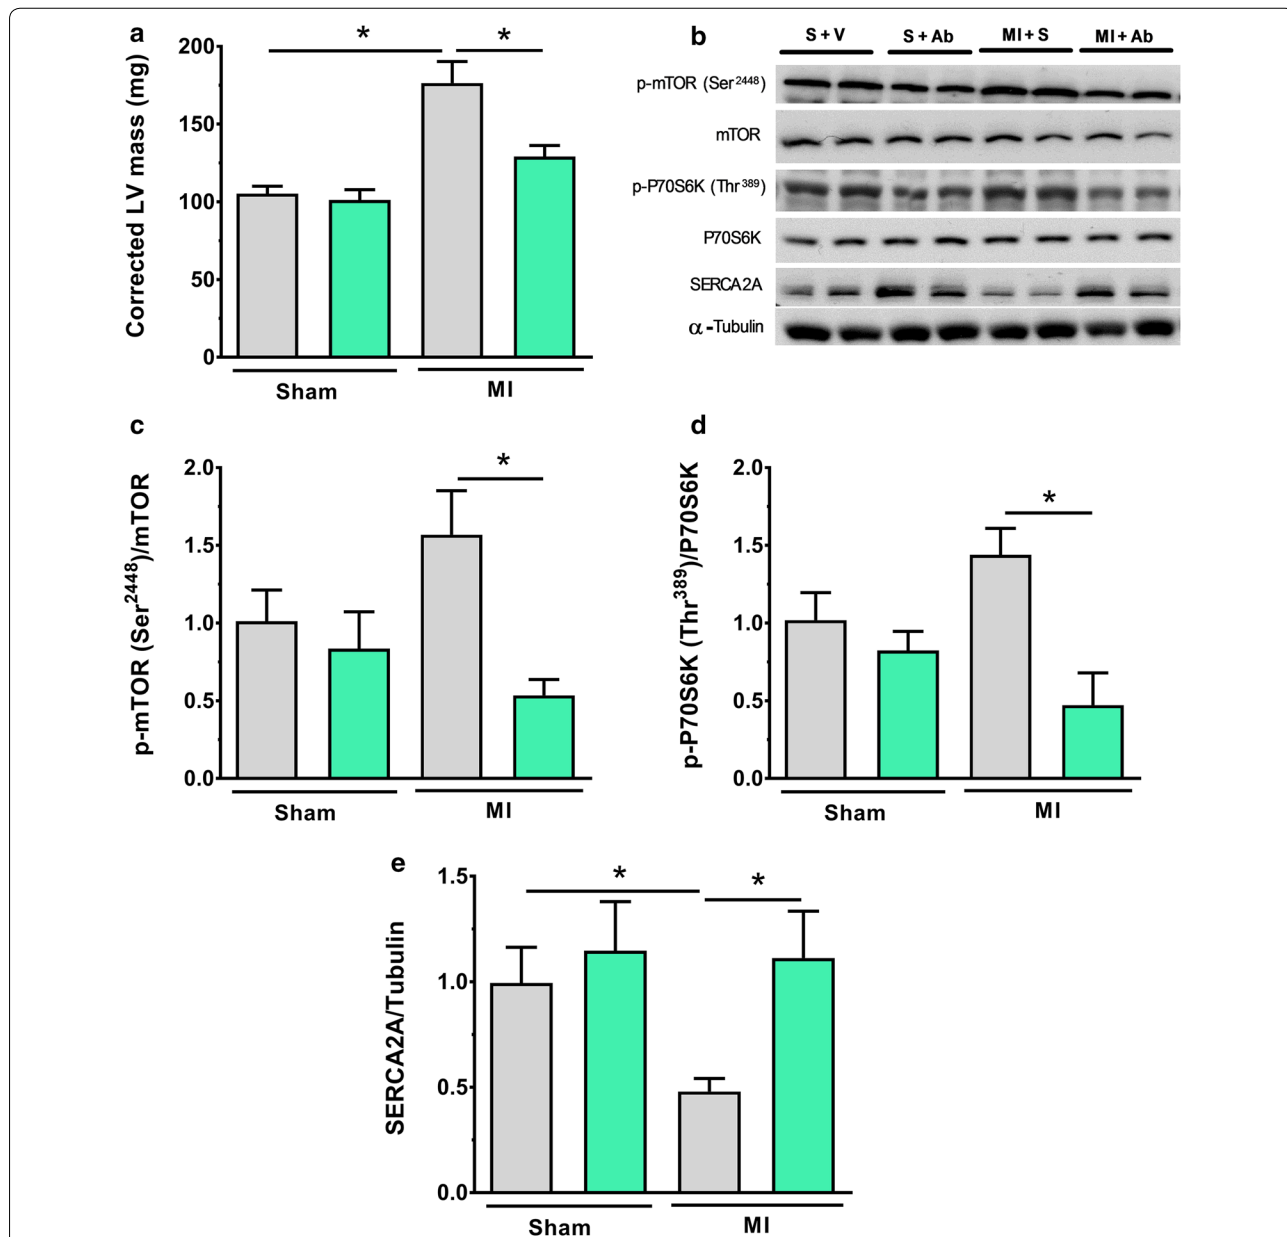 a
*
*
Corrected LV mass (mg)
200
150
100
50
0
Sham
MI
b
S + V
S + Ab
MI + S
MI + Ab
p-mTOR (Ser2448)
mTOR
p-P70S6K (Thr389)
P70S6K
SERCA2A
α-Tubulin
c
*
p-mTOR (Ser2448)/mTOR
2.0
1.5
1.0
0.5
0.0
Sham
MI
d
*
p-P70S6K (Thr389)/P70S6K
2.0
1.5
1.0
0.5
0.0
Sham
MI
e
*
*
SERCA2A/Tubulin
1.5
1.0
0.5
0.0
Sham
MI